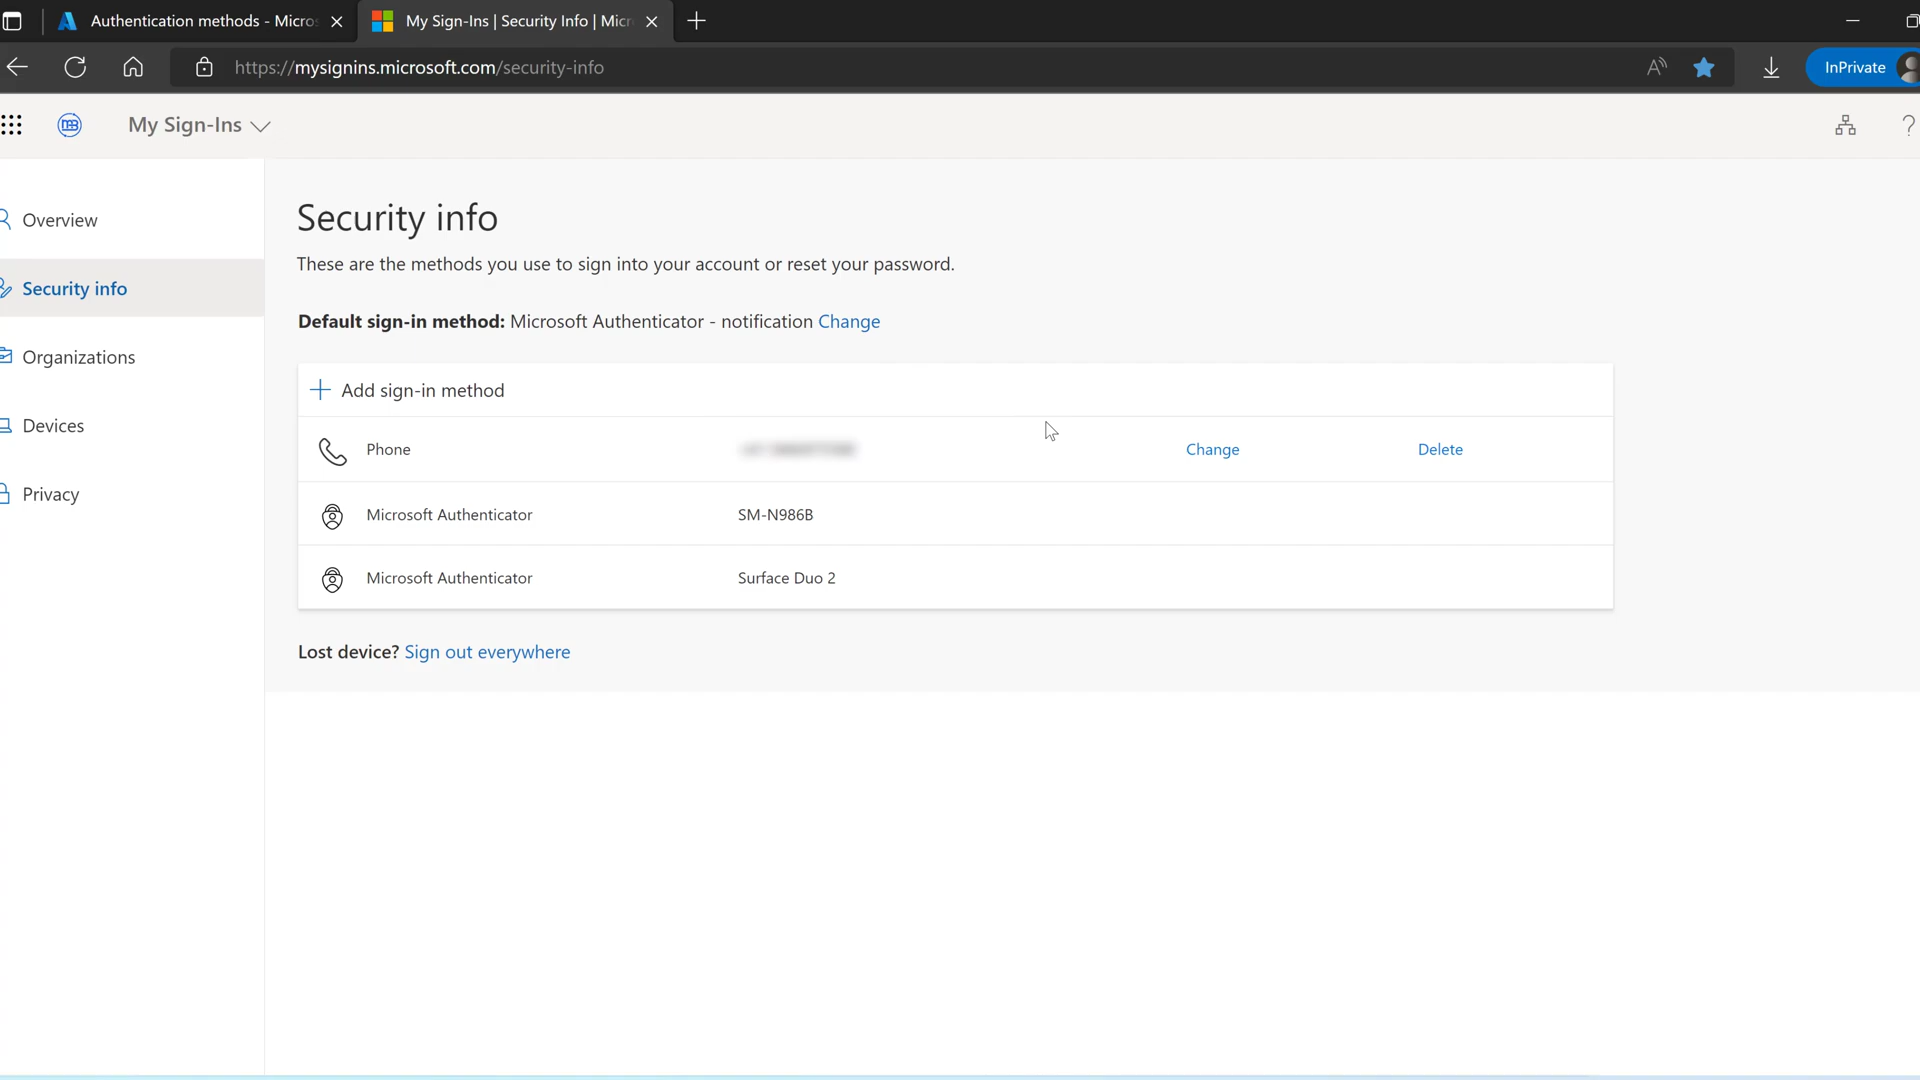 Authentication methods - Micros
My Sign-Ins | Security Info | Micr
https://mysignins.microsoft.com/security-info
InPrivate
My Sign-Ins
?
Overview
Security info
Organizations
Devices
Privacy
Security info
These are the methods you use to sign into your account or reset your password.
Default sign-in method: Microsoft Authenticator - notification Change
Add sign-in method
Phone Change Delete
Microsoft Authenticator SM-N986B
Microsoft Authenticator Surface Duo 2
Lost device? Sign out everywhere